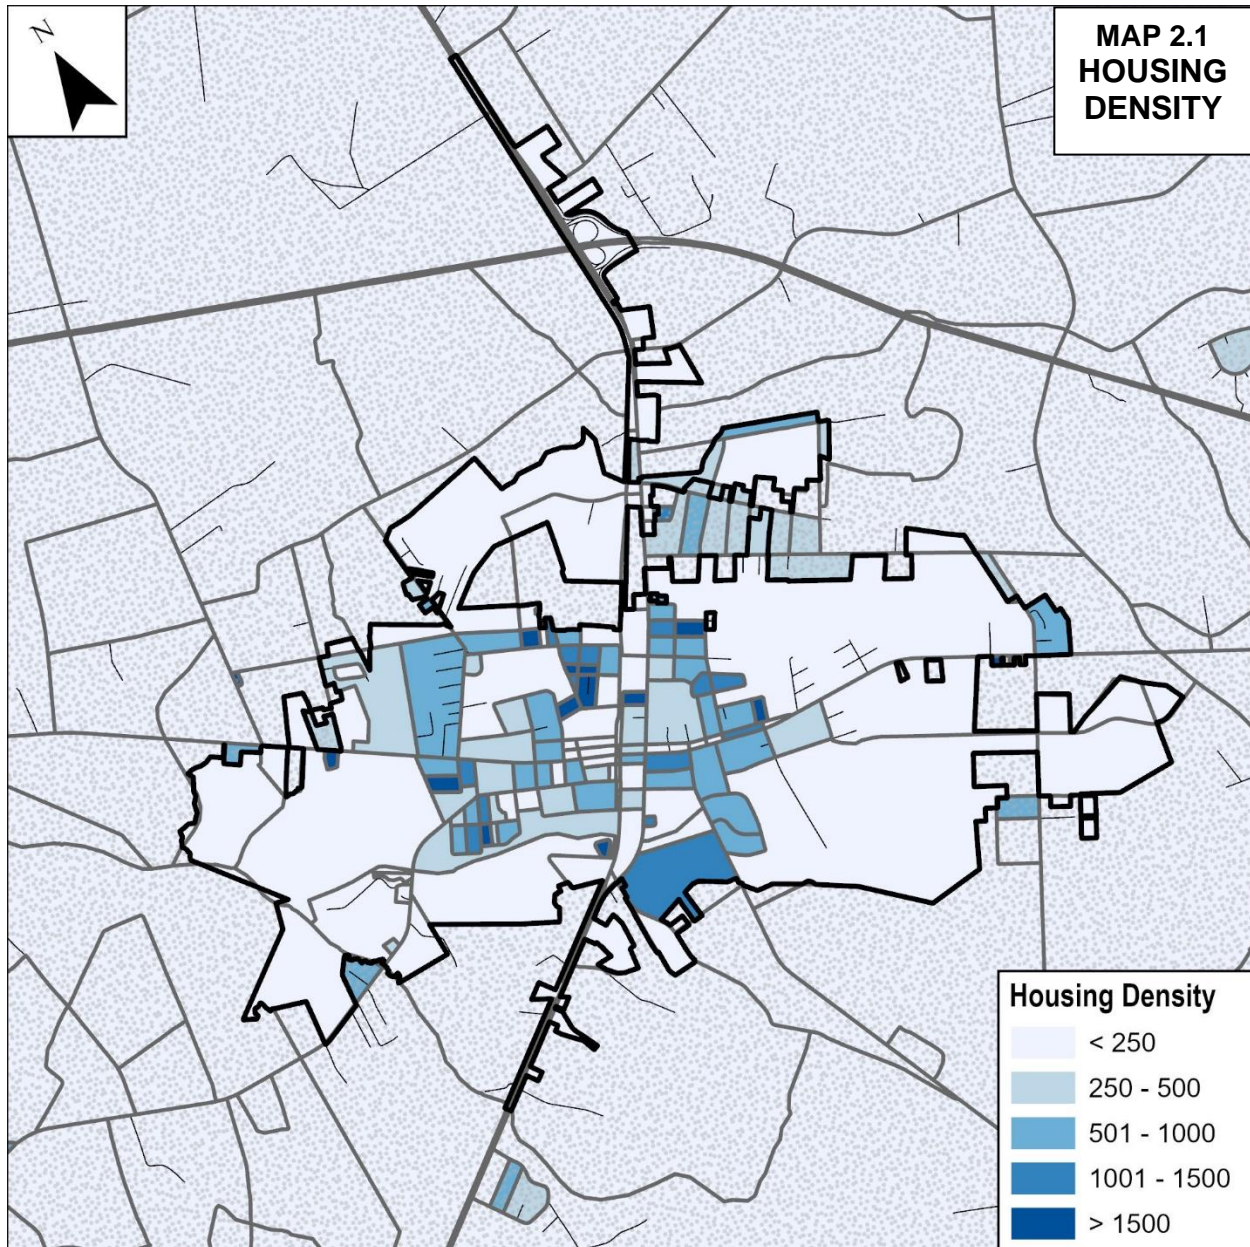 N
MAP 2.1
HOUSING
DENSITY
Housing Density
< 250
250 - 500
501 - 1000
1001 - 1500
> 1500